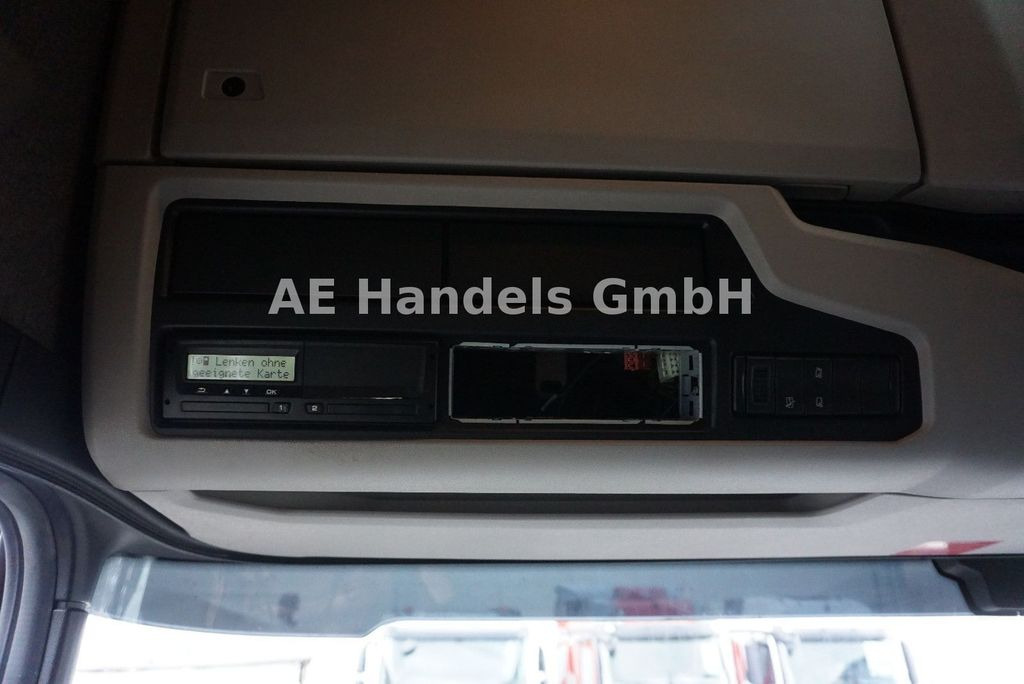 AE Handels GmbH
Lenken ohne
geeignete Karte
OK
1 2